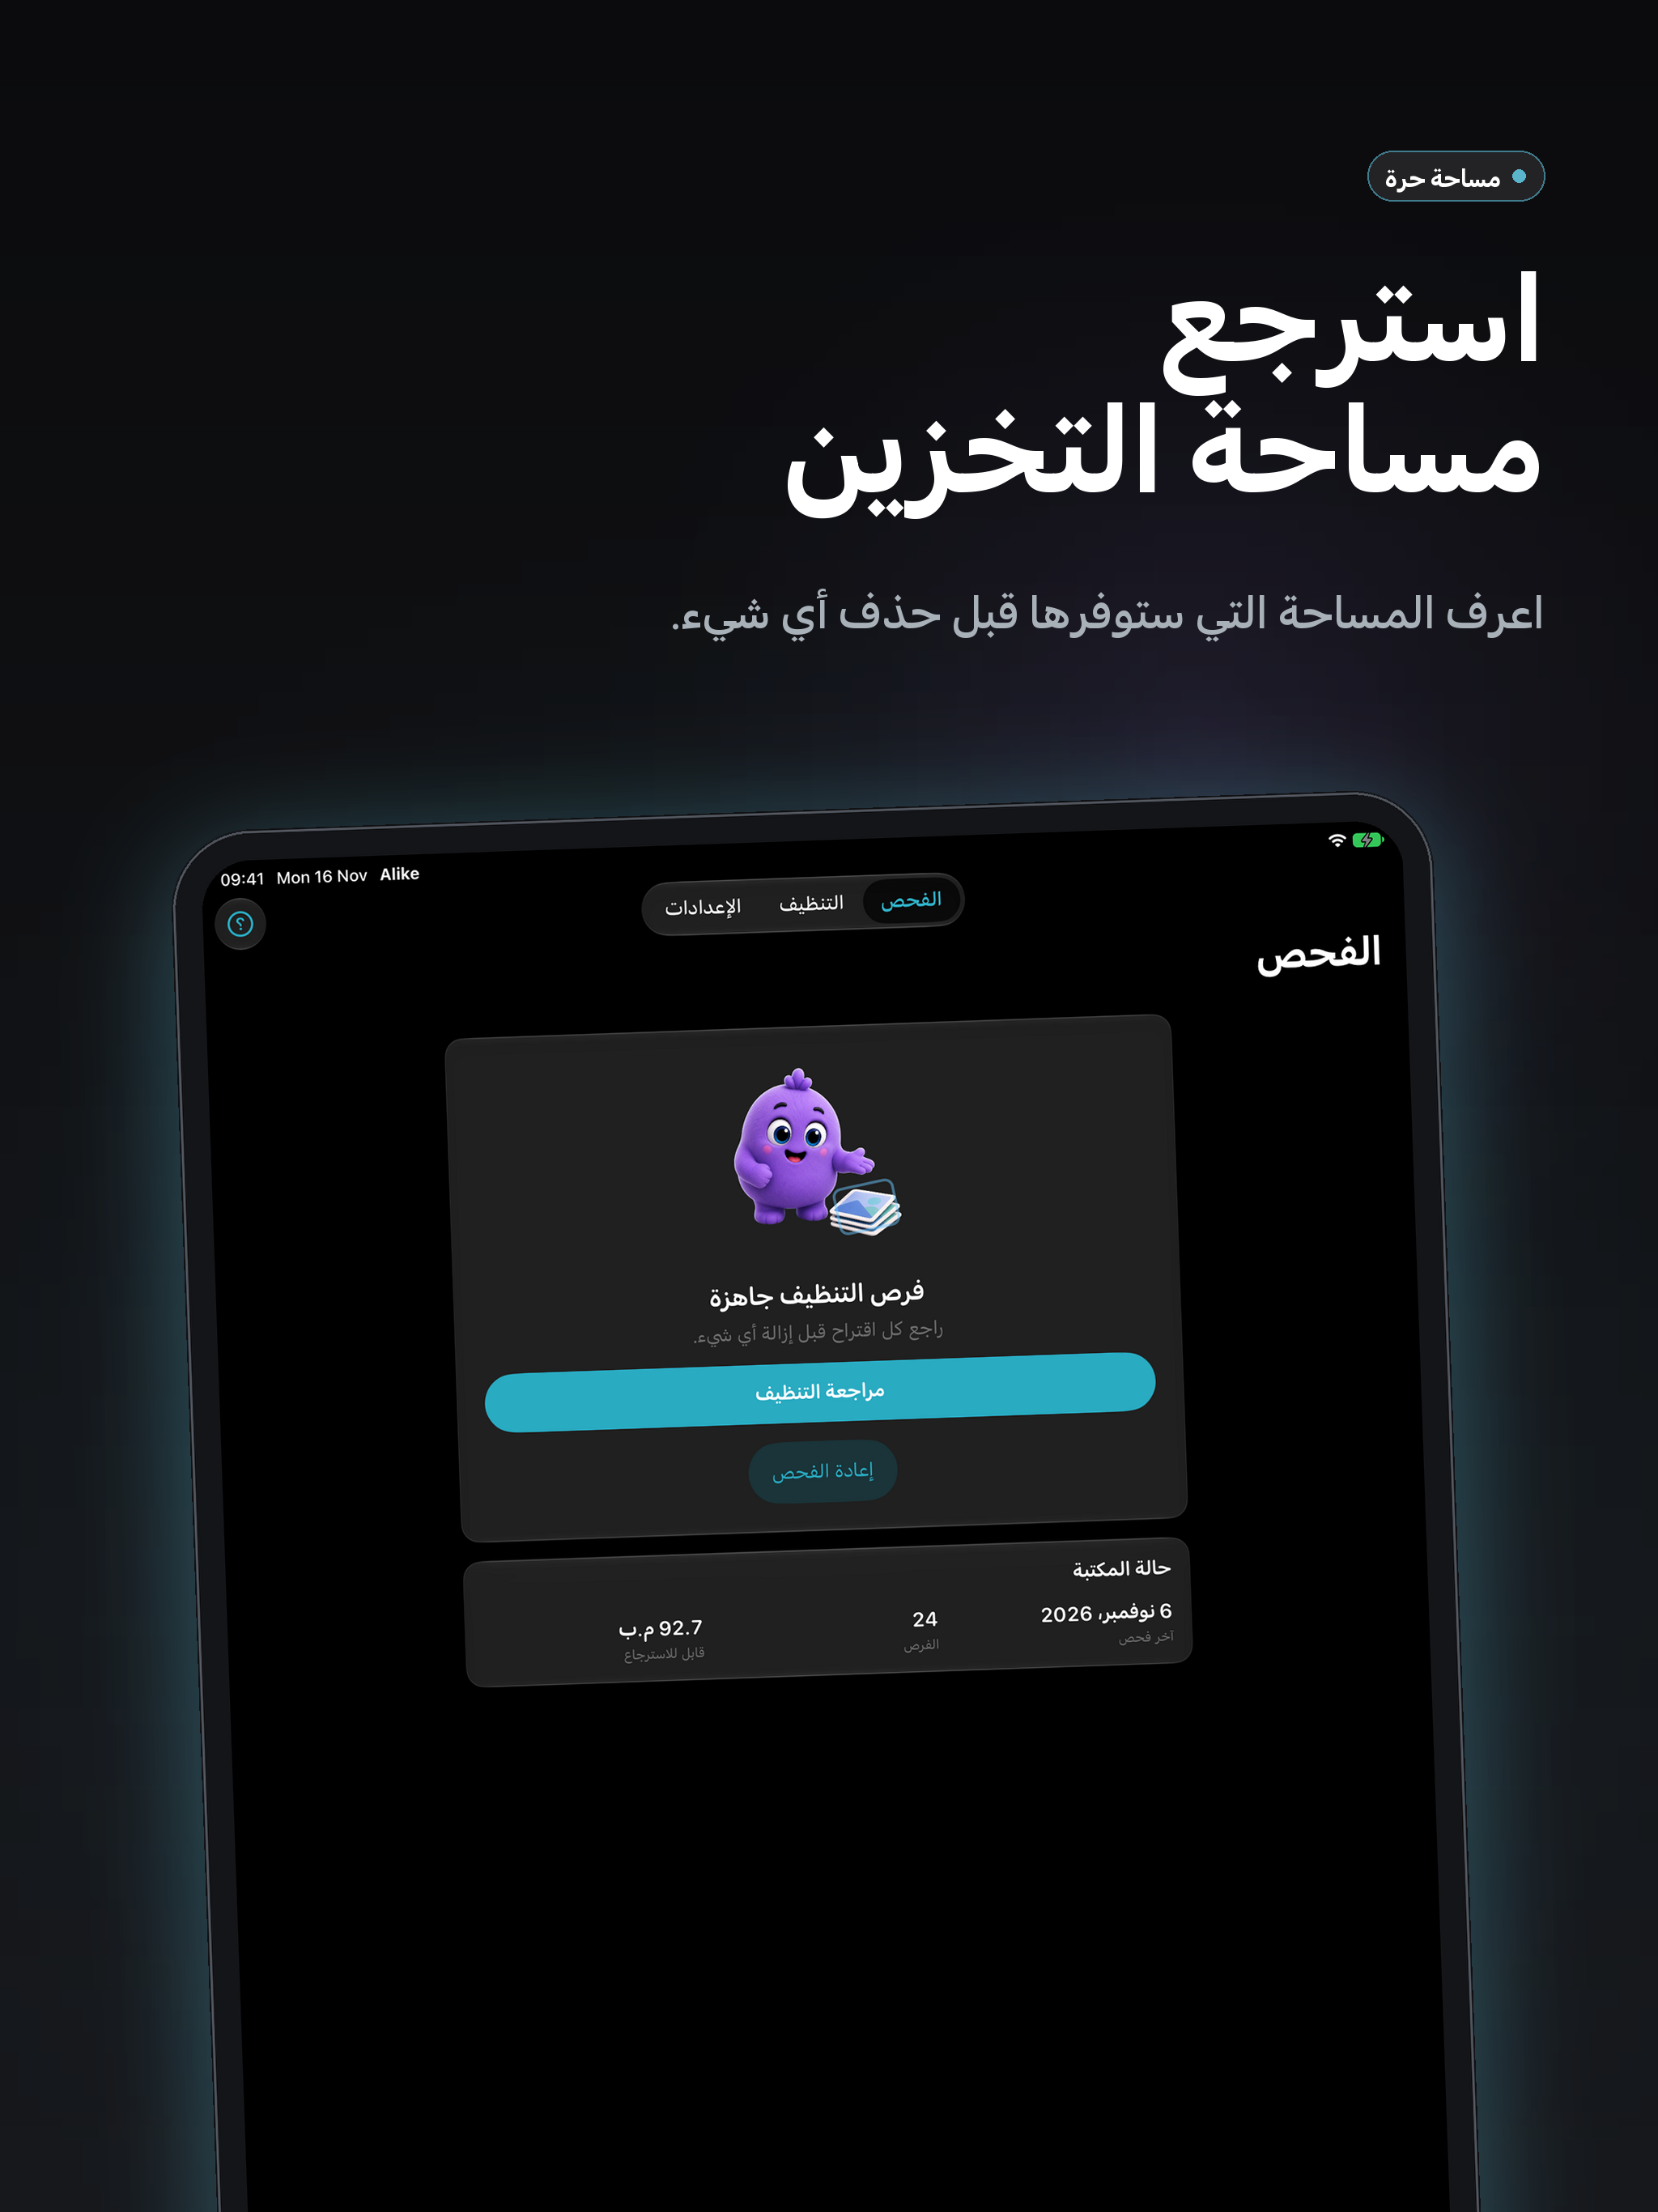 مساحة حرة
استرجع
مساحة التخزين
اعرف المساحة التي ستوفرها قبل حذف أي شيء.
09:41 Mon 16 Nov Alike
الفحص التنظيف الإعدادات
؟
الفحص
فرص التنظيف جاهزة
راجع كل اقتراح قبل إزالة أي شيء.
مراجعة التنظيف
إعادة الفحص
حالة المكتبة
6 نوفمبر، 2026 24 92.7 م.ب
آخر فحص الفرص قابل للاسترجاع